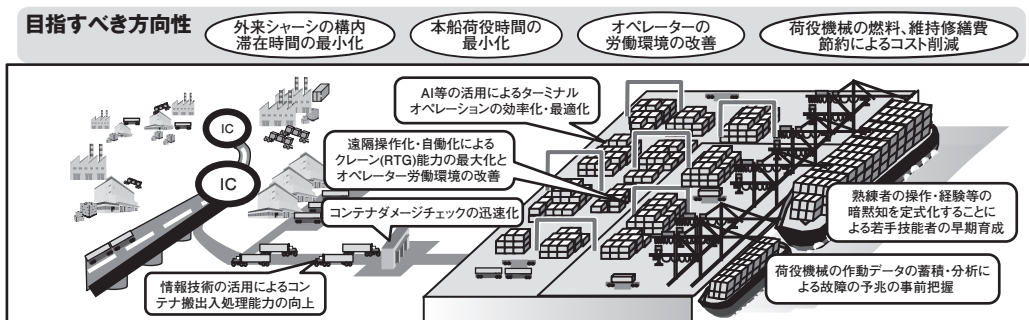 目指すべき方向性
外来シャーシの構内
滞在時間の最小化
本船荷役時間の
最小化
オペレーターの
労働環境の改善
荷役機械の燃料、維持修繕費
節約によるコスト削減
AI等の活用によるターミナル
オペレーションの効率化・最適化
IC
遠隔操作化・自働化による
クレーン(RTG)能力の最大化と
オペレーター労働環境の改善
IC
コンテナダメージチェックの迅速化
熟練者の操作・経験等の
暗黙知を定式化することに
よる若手技能者の早期育成
情報技術の活用によるコン
テナ搬出入処理能力の向上
荷役機械の作動データの蓄積・分析に
よる故障の予兆の事前把握